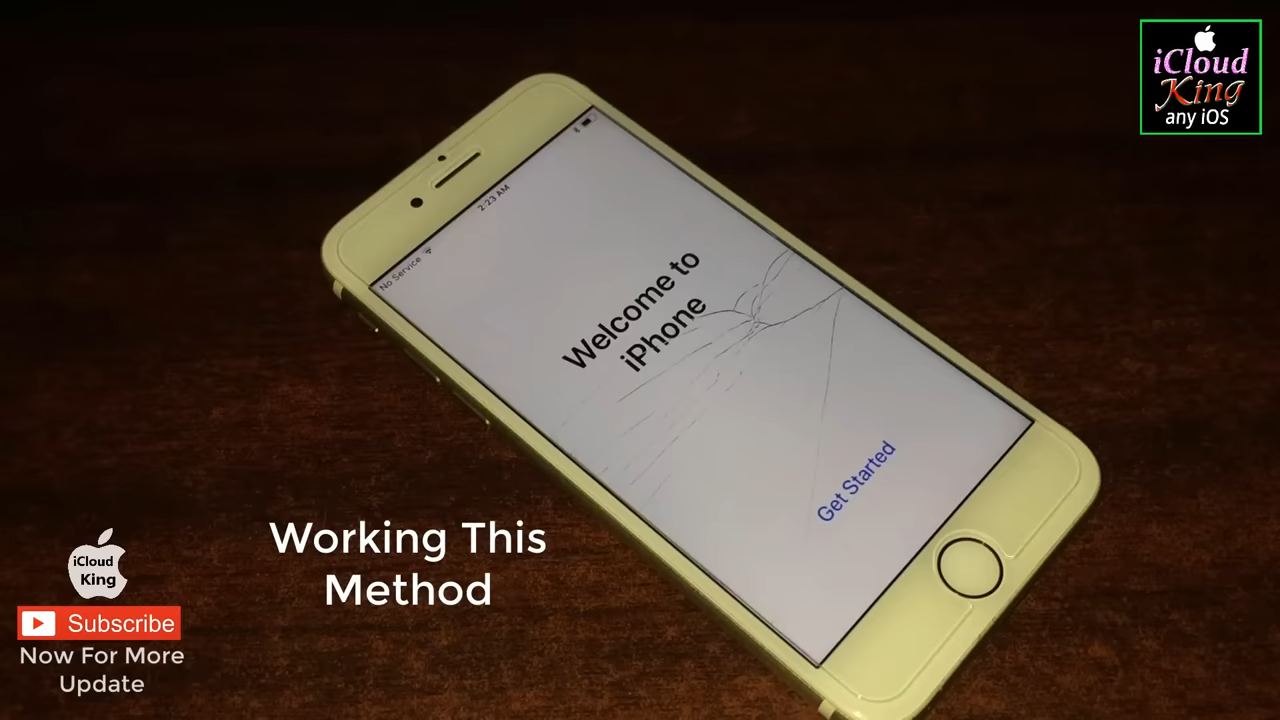 iCloud
King
any iOS
No Service
2:23 AM
Welcome to
iPhone
Get Started
Working This
Method
iCloud
King
Subscribe
Now For More
Update